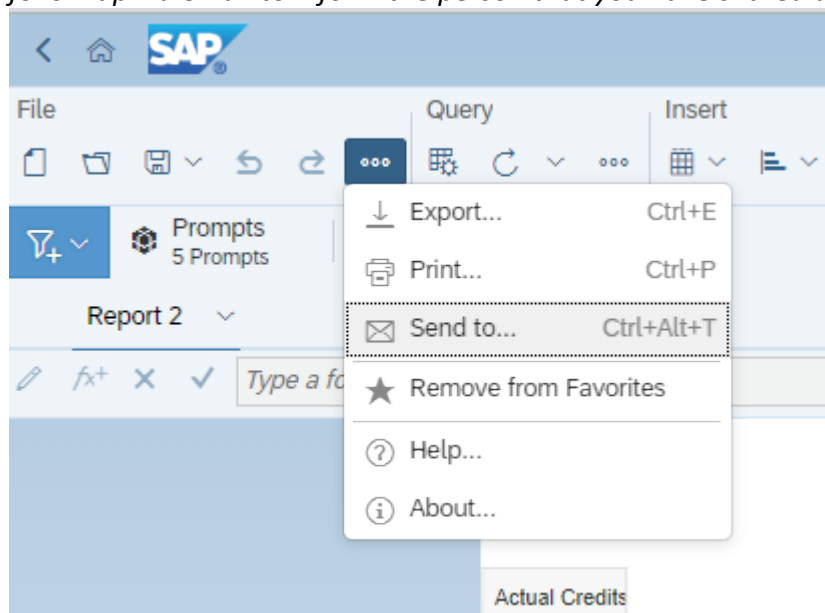 SAP
File Query Insert
Prompts
5 Prompts
Export... Ctrl+E
Print... Ctrl+P
Report 2
Send to... Ctrl+Alt+T
Type a fo
Remove from Favorites
Help...
About...
Actual Credits